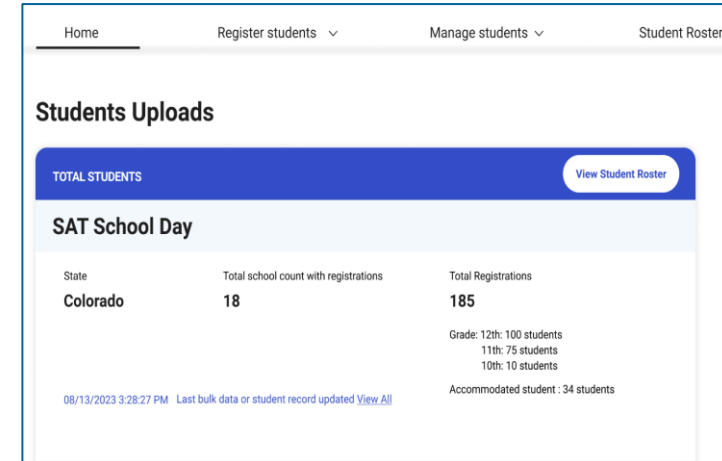 Home Register students Manage students Student Roster
Students Uploads
TOTAL STUDENTS View Student Roster
SAT School Day
State Total school count with registrations Total Registrations
Colorado 18 185
Grade: 12th: 100 students
11th: 75 students
10th: 10 students
08/13/2023 3:28:27 PM Last bulk data or student record updated View All
Accommodated student : 34 students